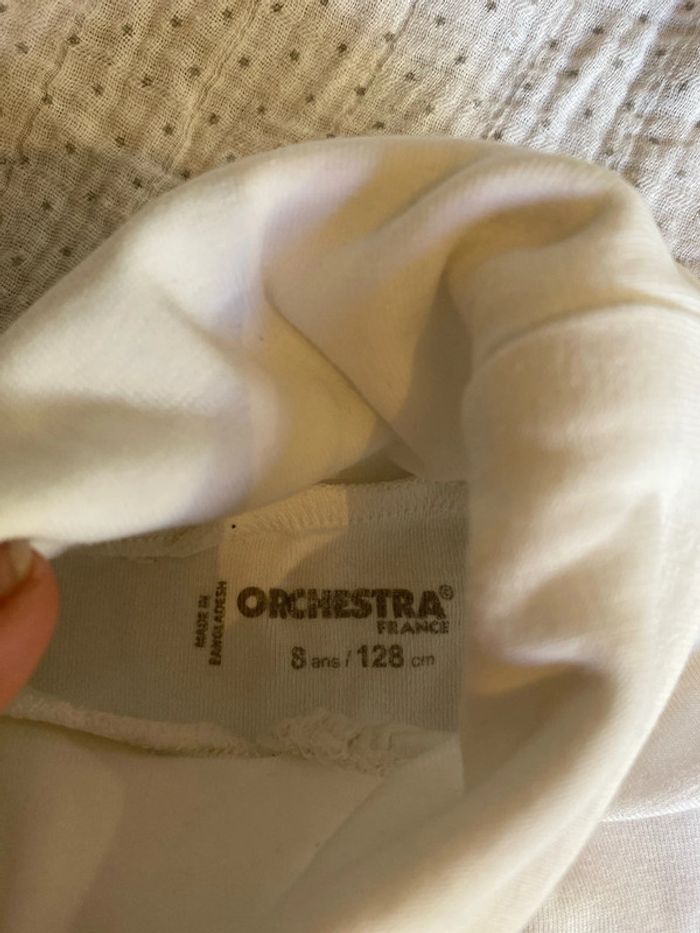 MADE IN
BANGLADESH
ORCHESTRA®
FRANCE
8 ans / 128 cm